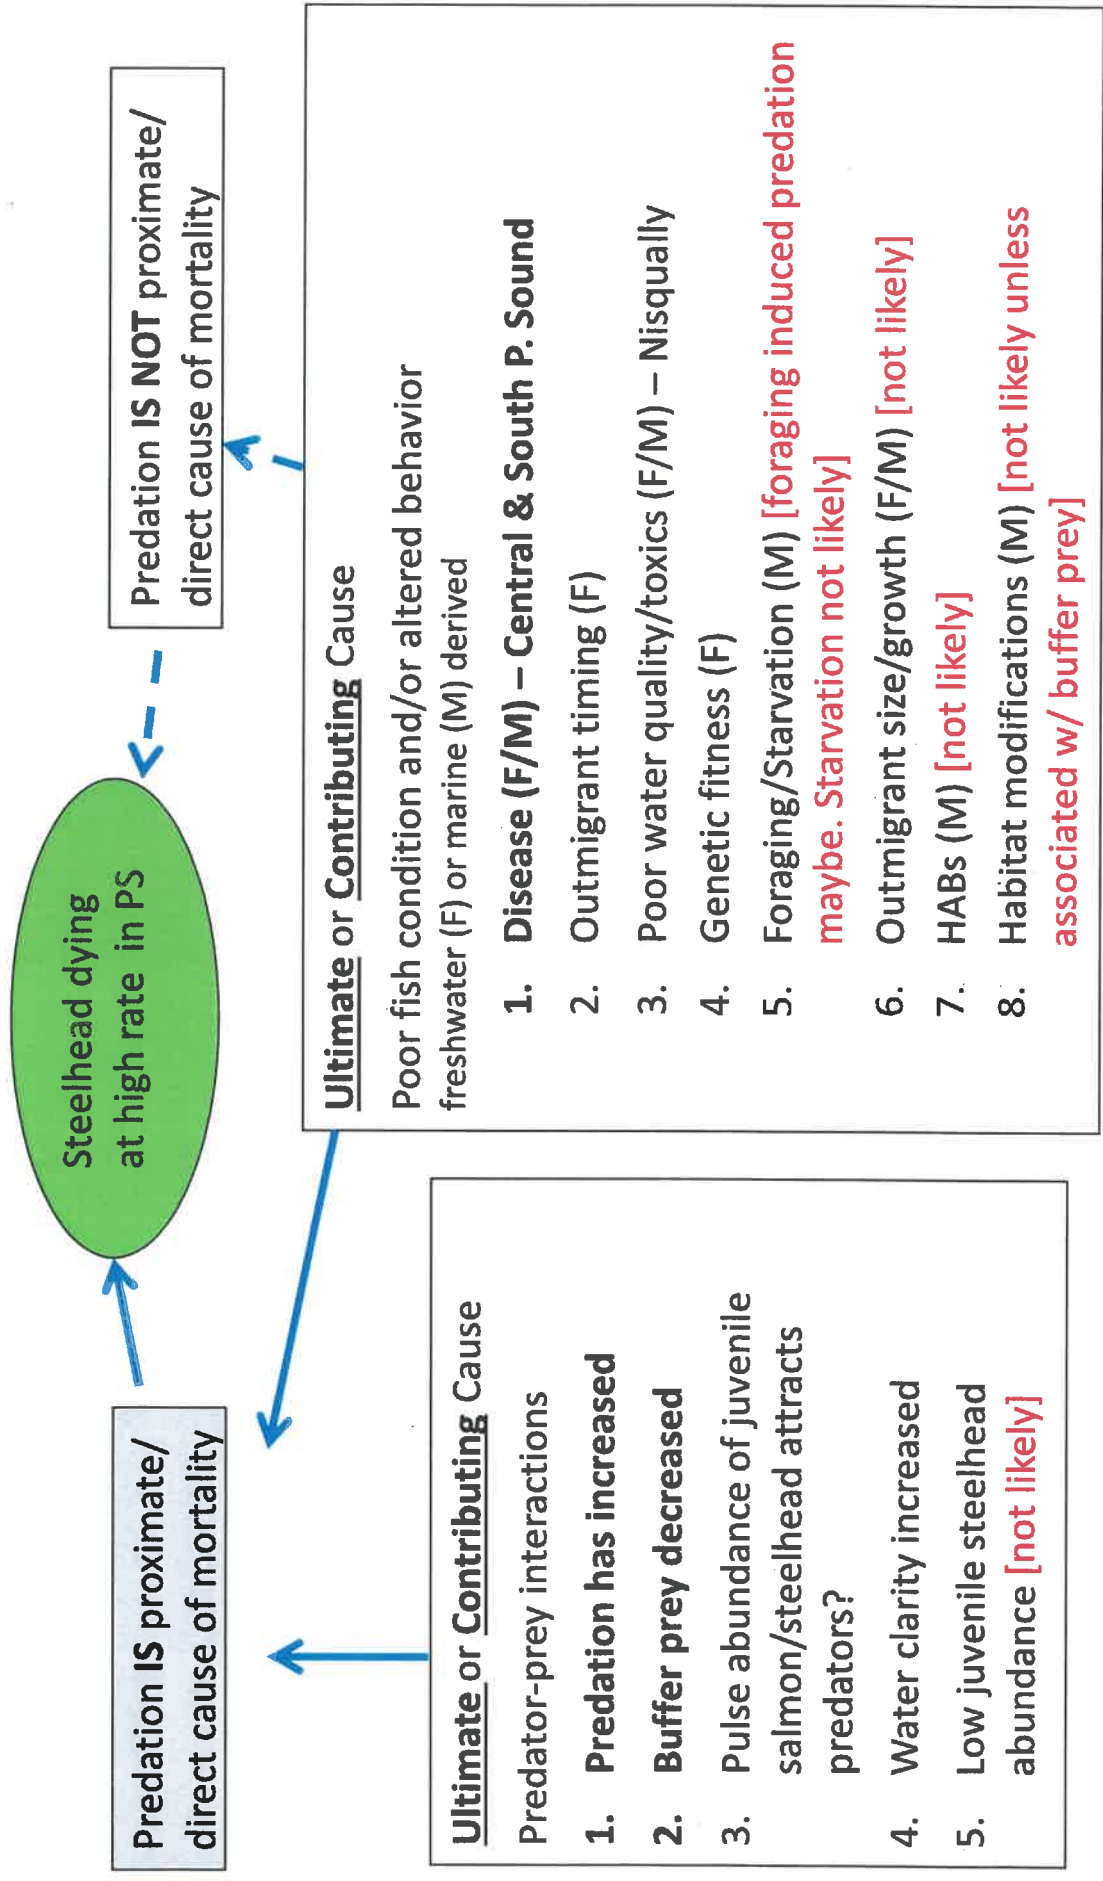 Steelhead dying
at high rate in PS
Predation IS proximate/
direct cause of mortality
Predation IS NOT proximate/
direct cause of mortality
Ultimate or Contributing Cause
Predator-prey interactions
1. Predation has increased
2. Buffer prey decreased
3. Pulse abundance of juvenile
salmon/steelhead attracts
predators?
4. Water clarity increased
5. Low juvenile steelhead
abundance [not likely]
Ultimate or Contributing Cause
Poor fish condition and/or altered behavior
freshwater (F) or marine (M) derived
1. Disease (F/M) – Central & South P. Sound
2. Outmigrant timing (F)
3. Poor water quality/toxics (F/M) – Nisqually
4. Genetic fitness (F)
5. Foraging/Starvation (M) [foraging induced predation
maybe. Starvation not likely]
6. Outmigrant size/growth (F/M) [not likely]
7. HABs (M) [not likely]
8. Habitat modifications (M) [not likely unless
associated w/ buffer prey]